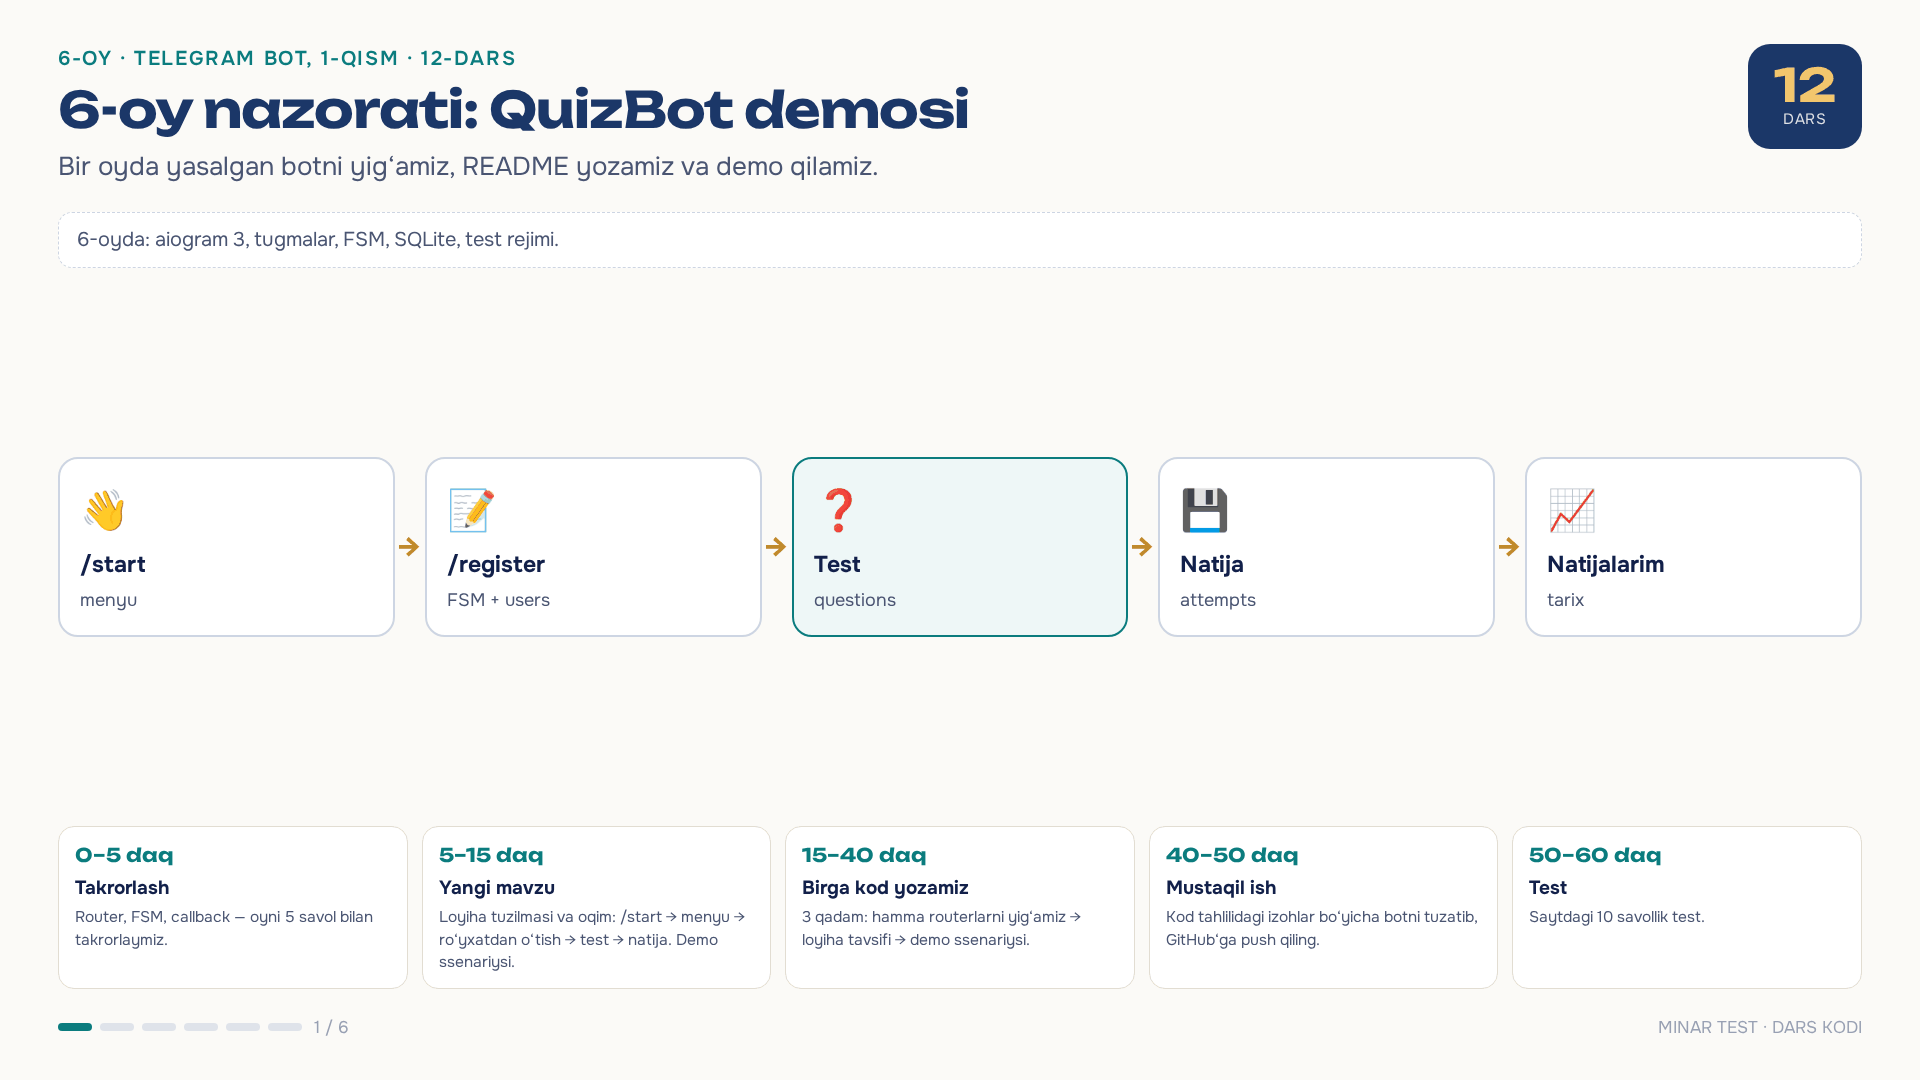 6-OY · TELEGRAM BOT, 1-QISM · 12-DARS
6-oy nazorati: QuizBot demosi
Bir oyda yasalgan botni yig‘amiz, README yozamiz va demo qilamiz.
12
DARS
6-oyda: aiogram 3, tugmalar, FSM, SQLite, test rejimi.
/start
menyu
→
/register
FSM + users
→
Test
questions
→
Natija
attempts
→
Natijalarim
tarix
0–5 daq
Takrorlash
Router, FSM, callback — oyni 5 savol bilan
takrorlaymiz.
5–15 daq
Yangi mavzu
Loyiha tuzilmasi va oqim: /start → menyu →
ro‘yxatdan o‘tish → test → natija. Demo
ssenariysi.
15–40 daq
Birga kod yozamiz
3 qadam: hamma routerlarni yig‘amiz →
loyiha tavsifi → demo ssenariysi.
40–50 daq
Mustaqil ish
Kod tahlilidagi izohlar bo‘yicha botni tuzatib,
GitHub‘ga push qiling.
50–60 daq
Test
Saytdagi 10 savollik test.
1 / 6
MINAR TEST · DARS KODI